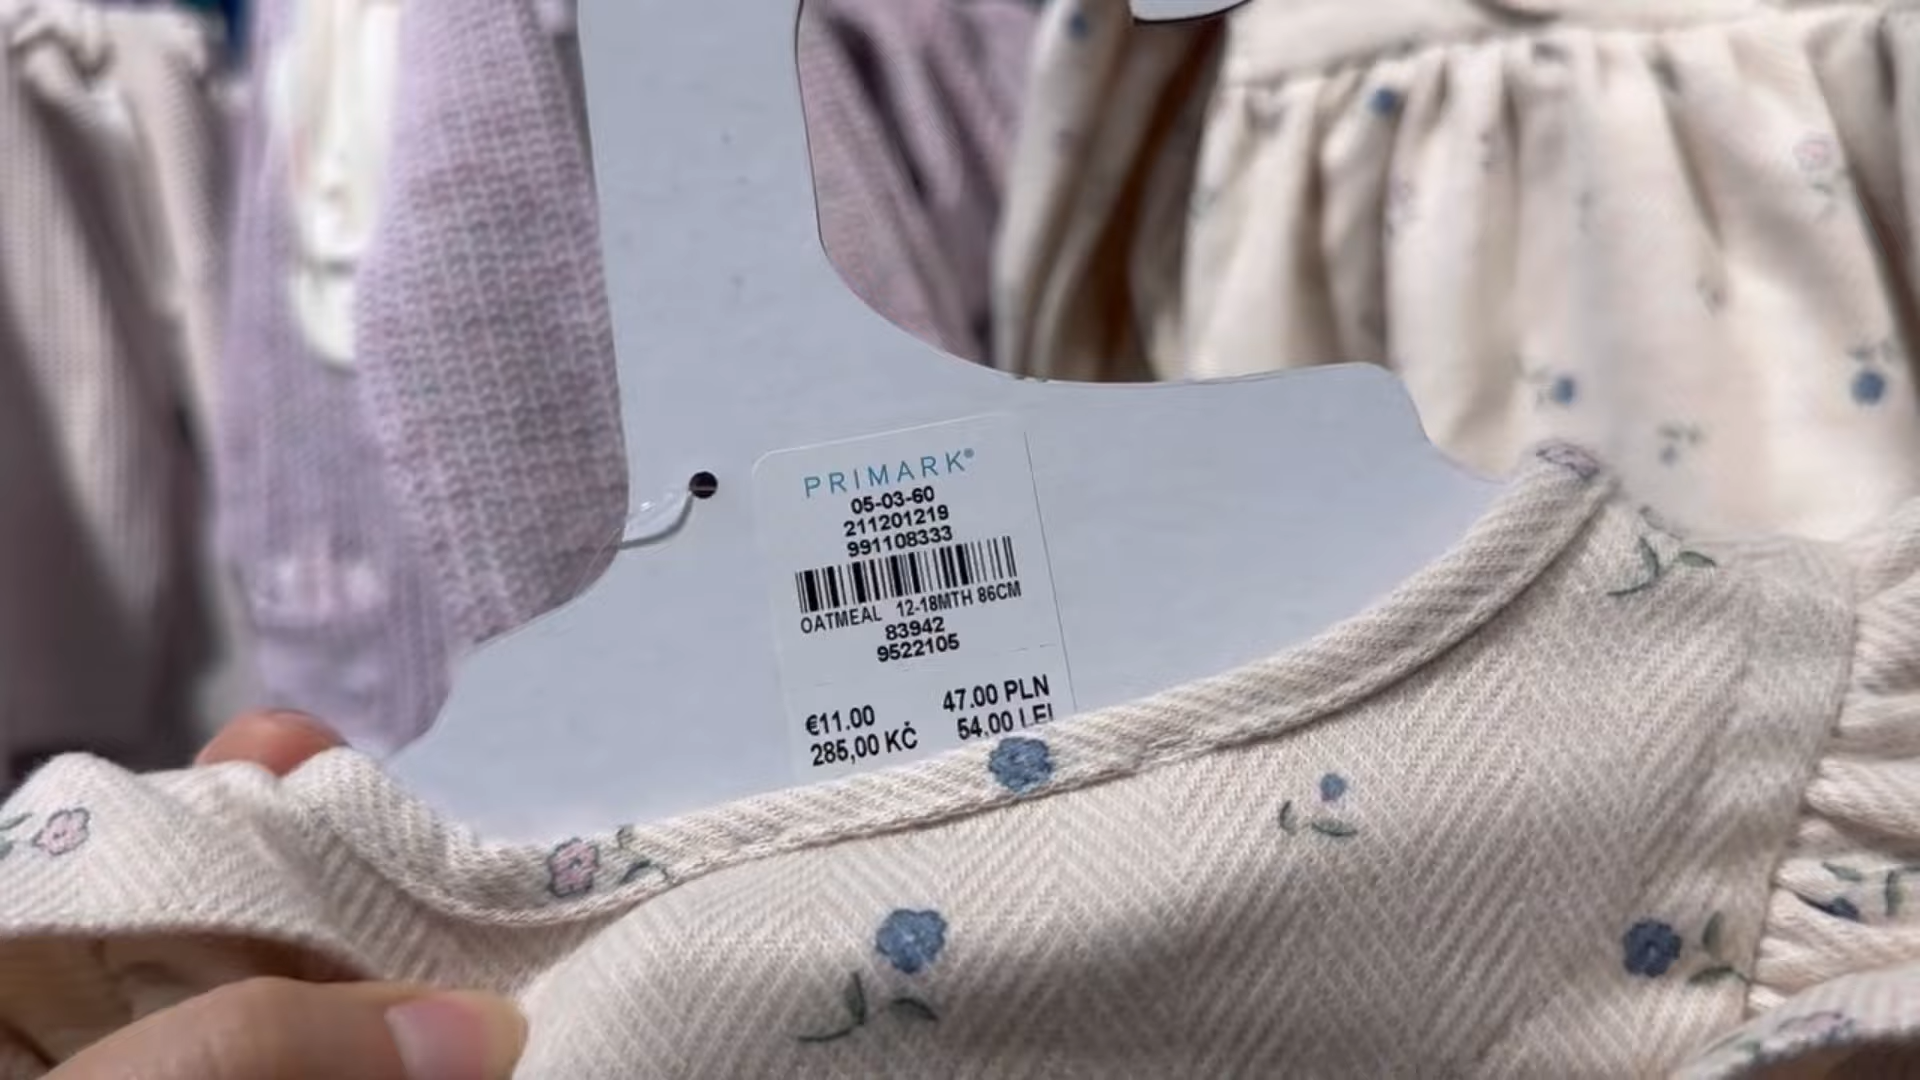 PRIMARK®
05-03-60
211201219
991108333
OATMEAL 12-18MTH 86CM
83942
9522105
€11.00 47.00 PLN
285,00 KČ 54,00 LEI